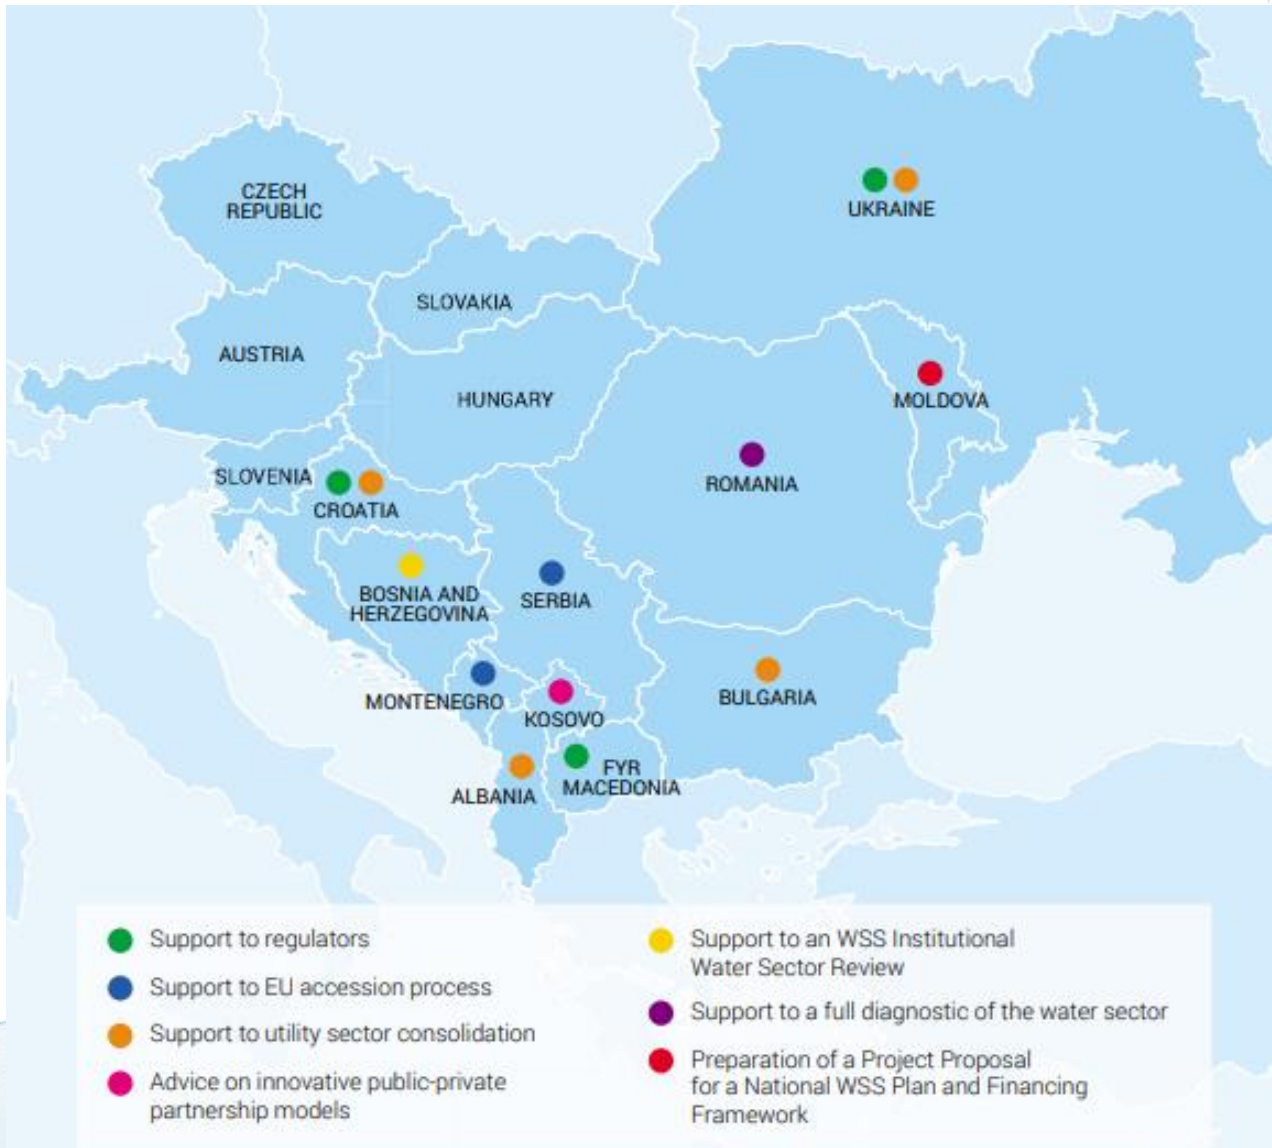 CZECH
REPUBLIC
UKRAINE
SLOVAKIA
AUSTRIA
HUNGARY
MOLDOVA
SLOVENIA
ROMANIA
CROATIA
BOSNIA AND
HERZEGOVINA
SERBIA
MONTENEGRO
BULGARIA
KOSOVO
FYR
MACEDONIA
ALBANIA
Support to regulators
Support to EU accession process
Support to utility sector consolidation
Advice on innovative public-private
partnership models
Support to an WSS Institutional
Water Sector Review
Support to a full diagnostic of the water sector
Preparation of a Project Proposal
for a National WSS Plan and Financing
Framework